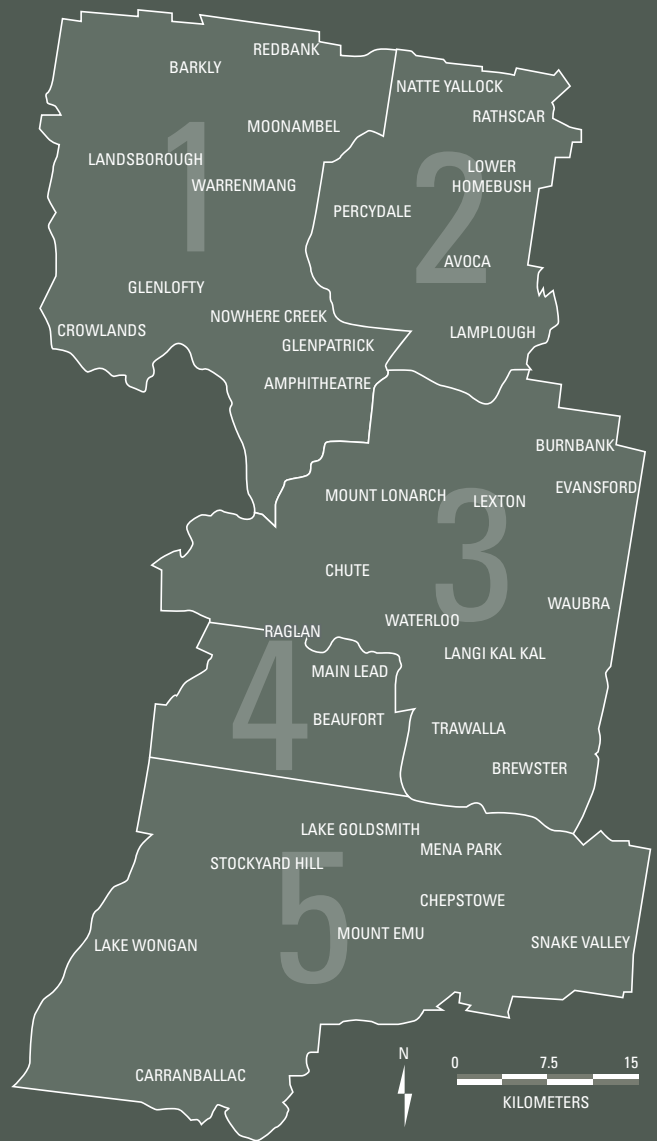 REDBANK
BARKLY
NATTE YALLOCK
RATHSCAR
MOONAMBEL
1
LANDSBOROUGH
WARRENMANG
2
LOWER
HOMEBUSH
PERCYDALE
AVOCA
GLENLOFTY
NOWHERE CREEK
CROWLANDS
LAMPLOUGH
GLENPATRICK
AMPHITHEATRE
BURNBANK
EVANSFORD
MOUNT LONARCH
LEXTON
3
CHUTE
WAUBRA
WATERLOO
RAGLAN
LANGI KAL KAL
4
MAIN LEAD
BEAUFORT
TRAWALLA
BREWSTER
LAKE GOLDSMITH
MENA PARK
STOCKYARD HILL
5
CHEPSTOWE
MOUNT EMU
SNAKE VALLEY
LAKE WONGAN
CARRANBALLAC
N
0 7.5 15
KILOMETERS